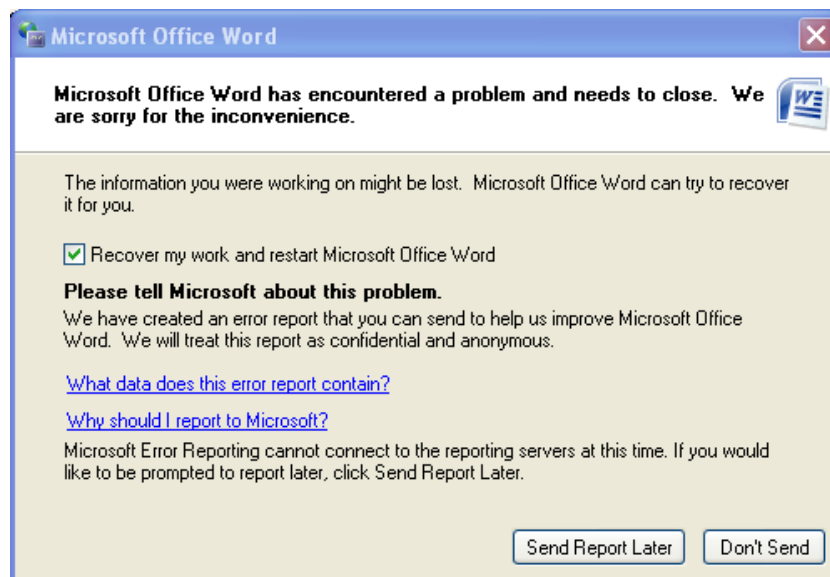 Microsoft Office Word
Microsoft Office Word has encountered a problem and needs to close. We
are sorry for the inconvenience.
The information you were working on might be lost. Microsoft Office Word can try to recover
it for you.
Recover my work and restart Microsoft Office Word
Please tell Microsoft about this problem.
We have created an error report that you can send to help us improve Microsoft Office
Word. We will treat this report as confidential and anonymous.
What data does this error report contain?
Why should I report to Microsoft?
Microsoft Error Reporting cannot connect to the reporting servers at this time. If you would
like to be prompted to report later, click Send Report Later.
Send Report Later
Don't Send